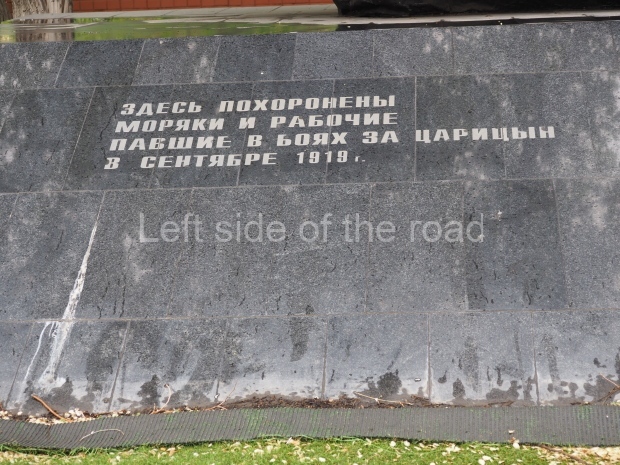 ЗДЕСЬ ПОХОРОНЕНЫ
МОРЯКИ И РАБОЧИЕ
ПАВШИЕ В БОЯХ ЗА ЦАРИЦЫН
В СЕНТЯБРЕ 1919 г.
Left side of the road